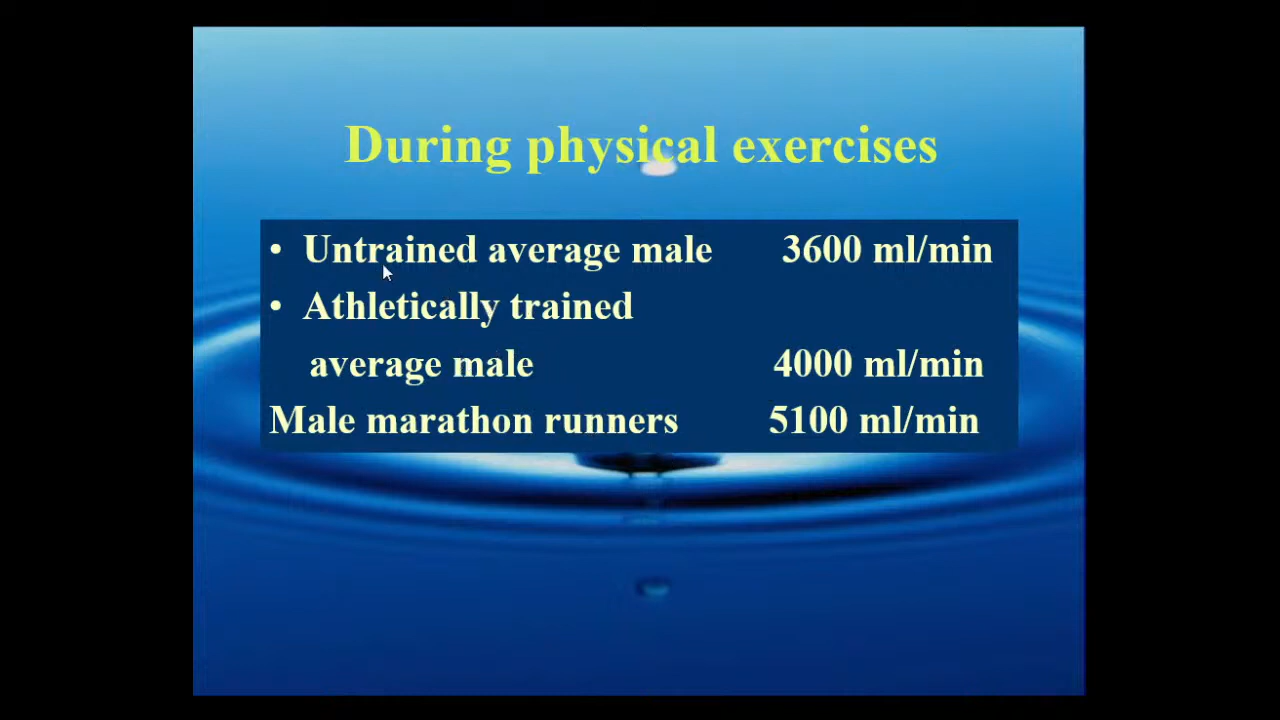 During physical exercises
• Untrained average male 3600 ml/min
• Athletically trained
average male 4000 ml/min
Male marathon runners 5100 ml/min